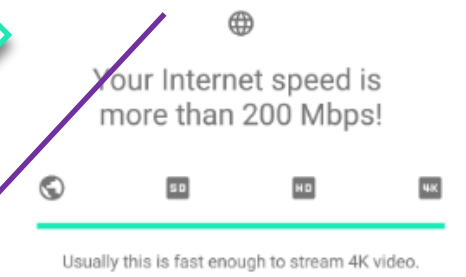 Your Internet speed is
more than 200 Mbps!
SD HD 4K
Usually this is fast enough to stream 4K video.